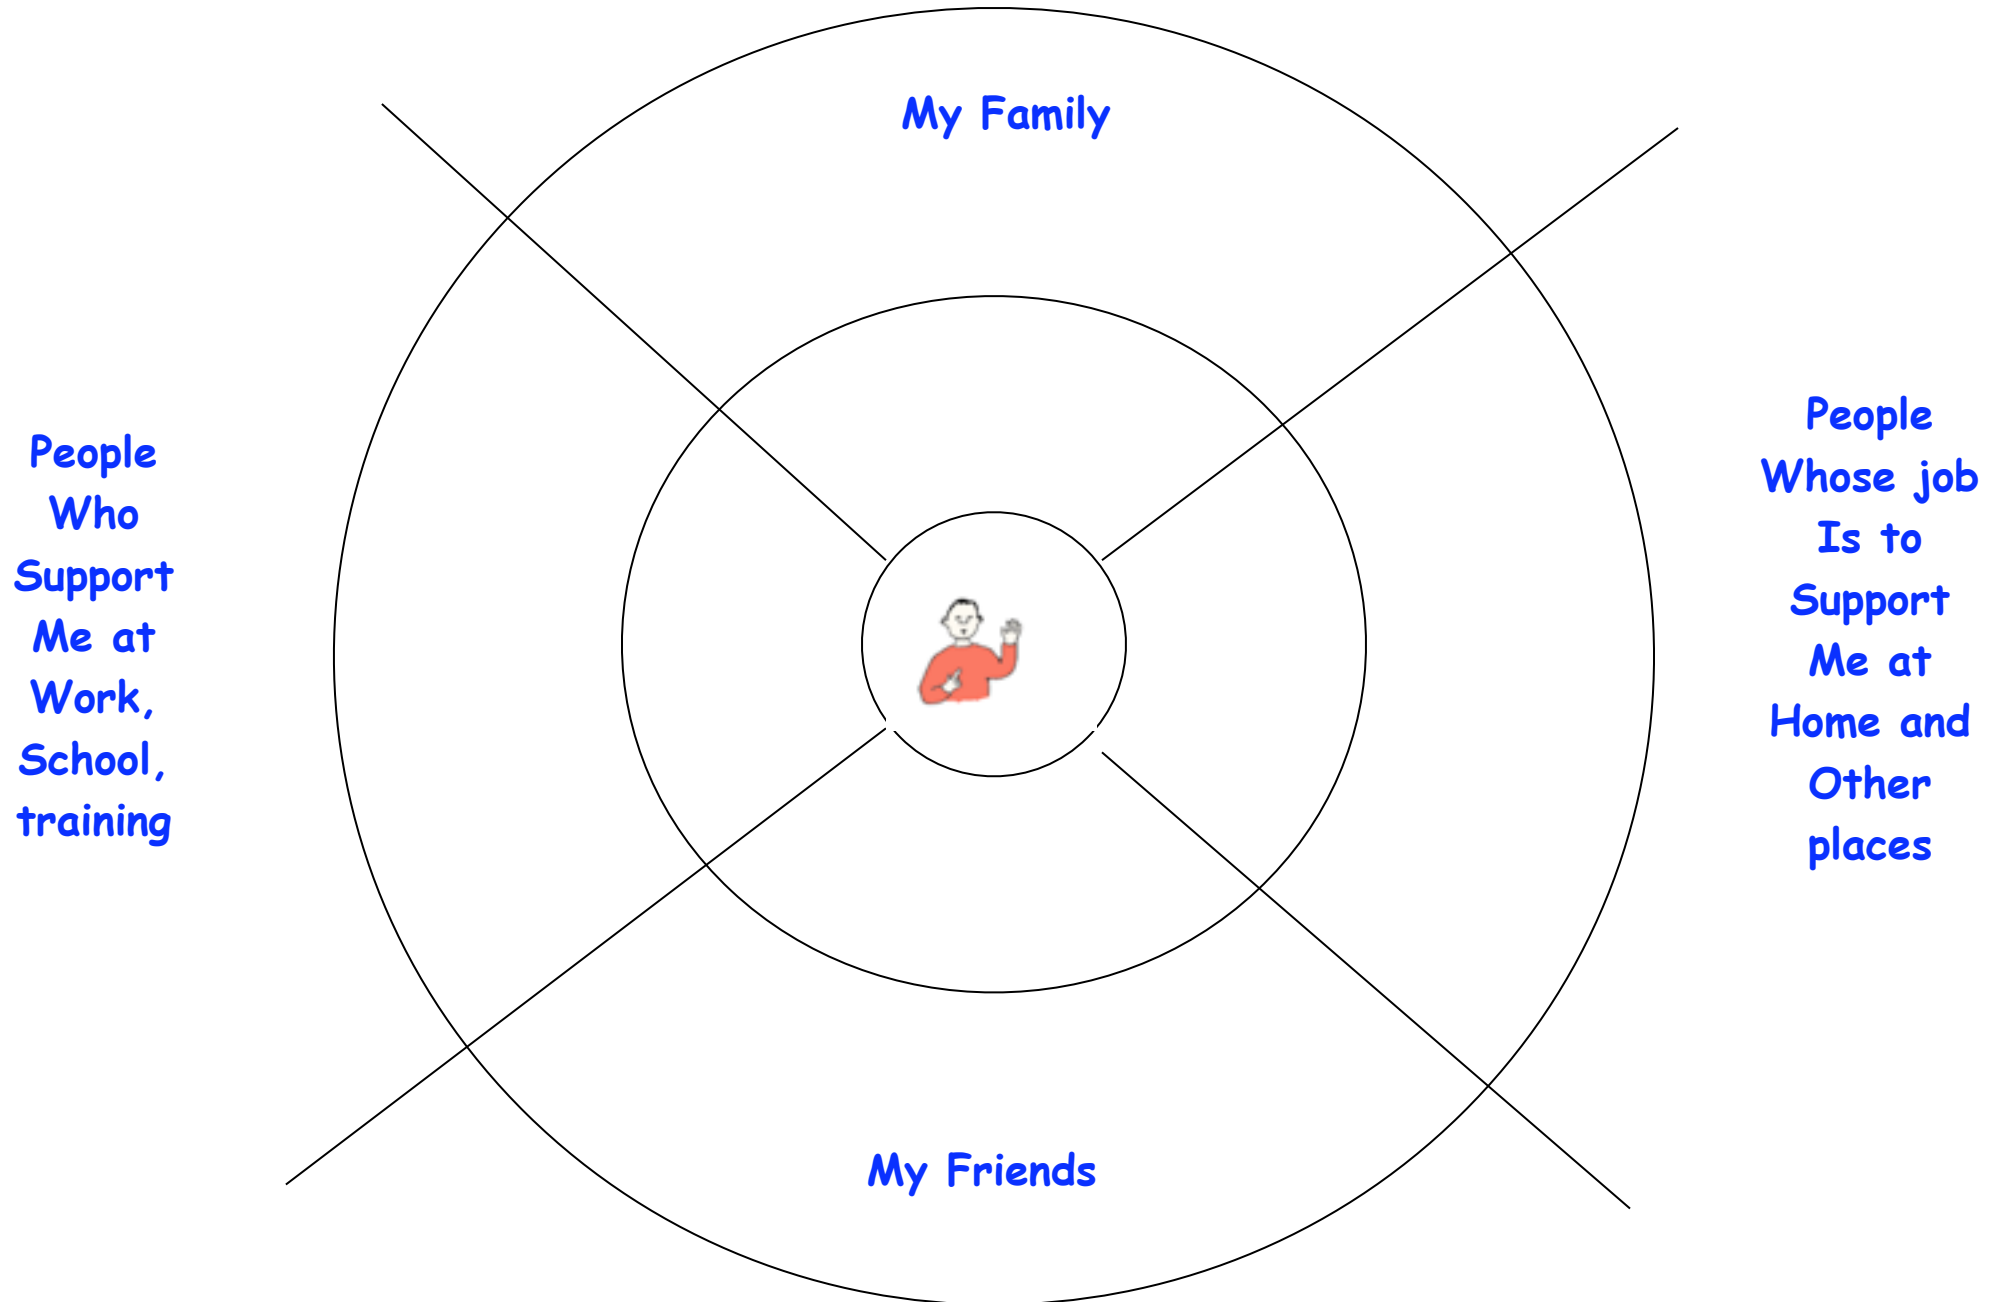 My Family
People
Who
Support
Me at
Work,
School,
training
People
Whose job
Is to
Support
Me at
Home and
Other
places
My Friends